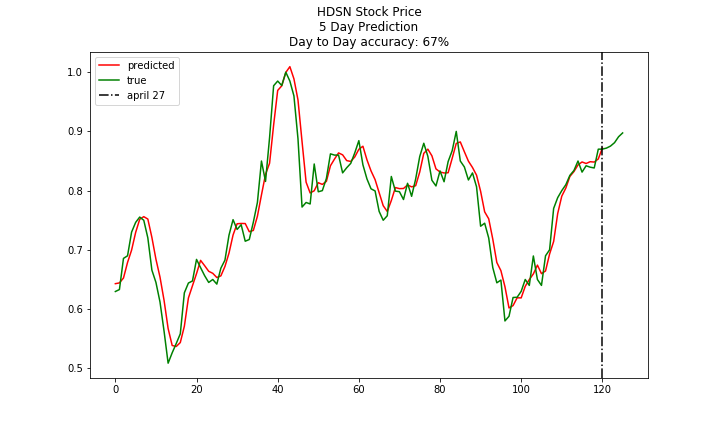 HDSN Stock Price
5 Day Prediction
Day to Day accuracy: 67%
predicted
true
april 27
1.0
0.9
0.8
0.7
0.6
0.5
0 20 40 60 80 100 120